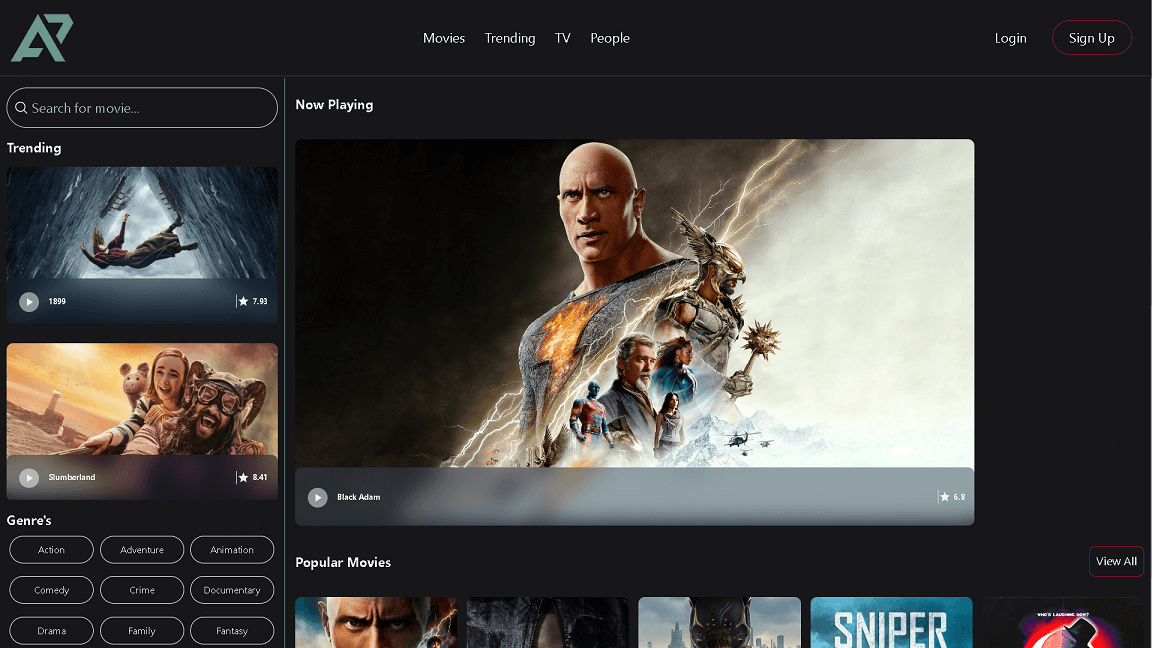 Movies Trending TV People Login Sign Up
Search for movie...
Trending
1899 7.93
Slumberland 8.41
Genre's
Action Adventure Animation
Comedy Crime Documentary
Drama Family Fantasy
Now Playing
Black Adam 6.8
Popular Movies View All
SNIPER
WHO'S LAUGHING NOW?